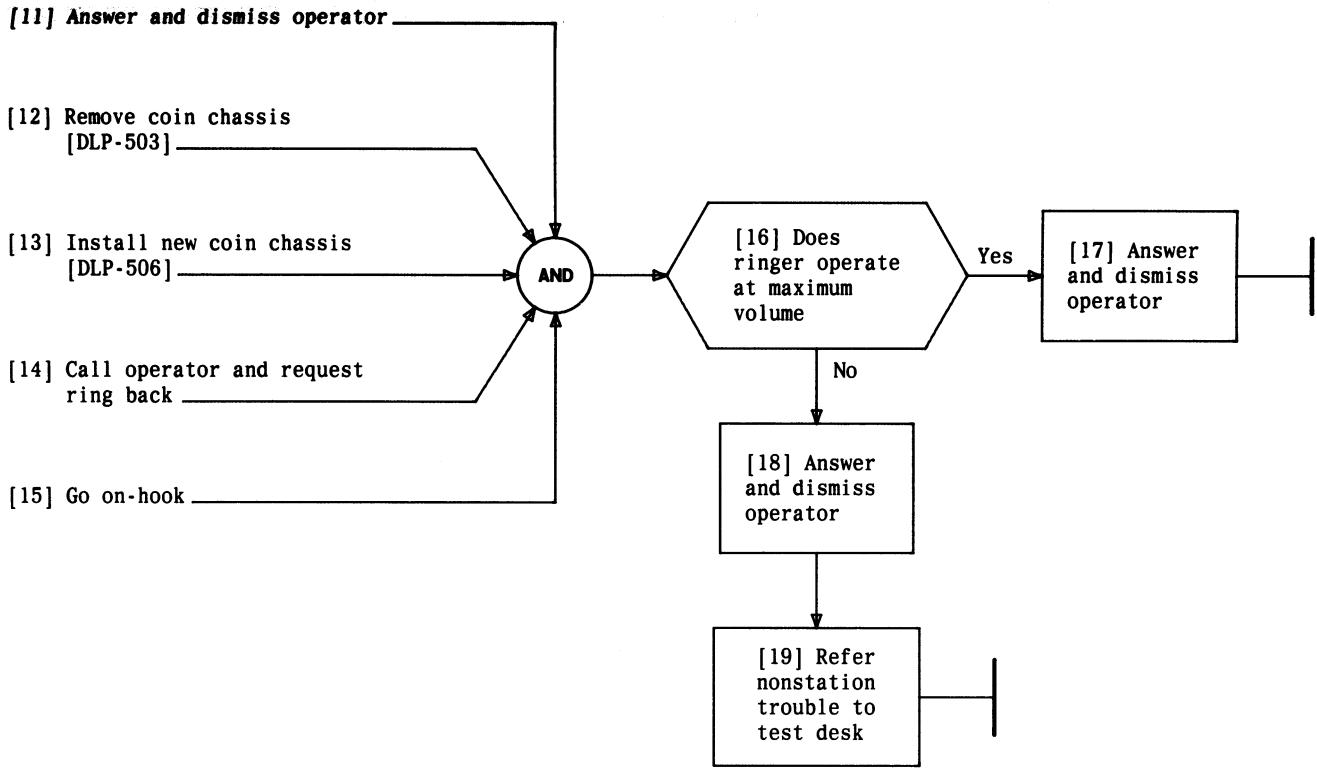 [11] Answer and dismiss operator
[12] Remove coin chassis
[DLP-503]
[13] Install new coin chassis
[DLP-506]
[14] Call operator and request
ring back
[15] Go on-hook
AND
[16] Does
ringer operate
at maximum
volume
Yes
[17] Answer
and dismiss
operator
No
[18] Answer
and dismiss
operator
[19] Refer
nonstation
trouble to
test desk